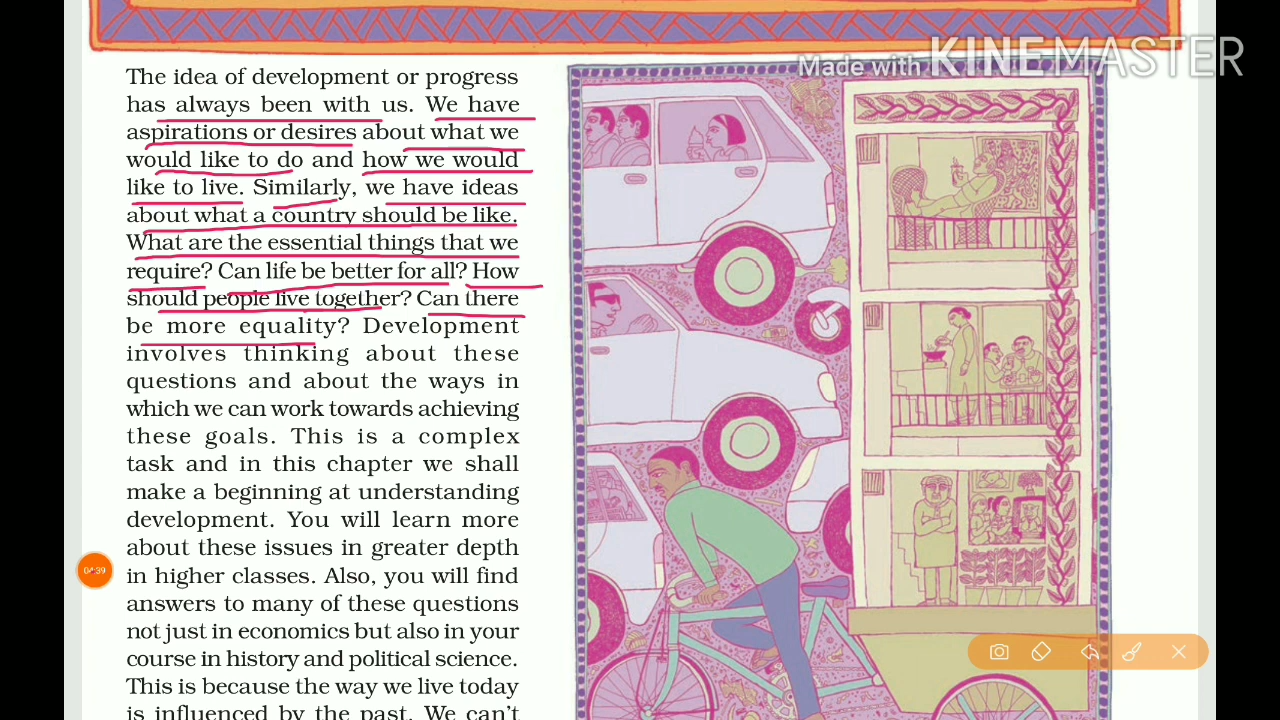 Made with KINEMASTER
The idea of development or progress
has always been with us. We have
aspirations or desires about what we
would like to do and how we would
like to live. Similarly, we have ideas
about what a country should be like.
What are the essential things that we
require? Can life be better for all? How
should people live together? Can there
be more equality? Development
involves thinking about these
questions and about the ways in
which we can work towards achieving
these goals. This is a complex
task and in this chapter we shall
make a beginning at understanding
development. You will learn more
about these issues in greater depth
in higher classes. Also, you will find
answers to many of these questions
not just in economics but also in your
course in history and political science.
This is because the way we live today
is influenced by the past. We can't
04:39